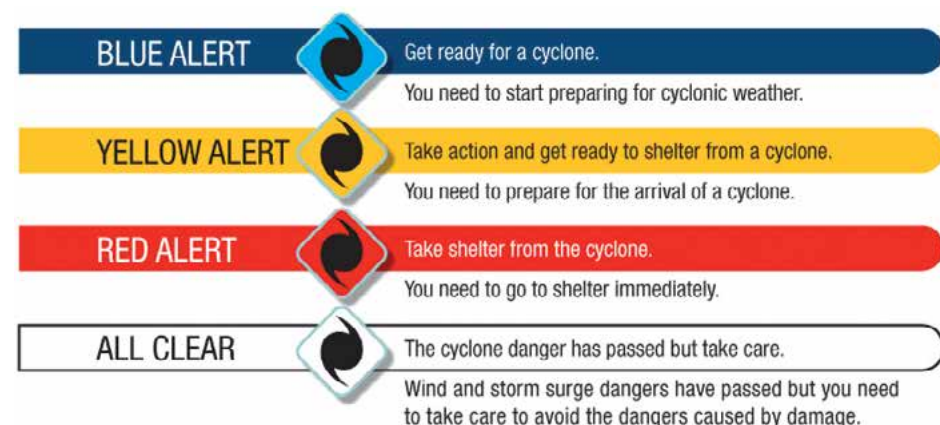 BLUE ALERT
Get ready for a cyclone.
You need to start preparing for cyclonic weather.
YELLOW ALERT
Take action and get ready to shelter from a cyclone.
You need to prepare for the arrival of a cyclone.
RED ALERT
Take shelter from the cyclone.
You need to go to shelter immediately.
ALL CLEAR
The cyclone danger has passed but take care.
Wind and storm surge dangers have passed but you need
to take care to avoid the dangers caused by damage.